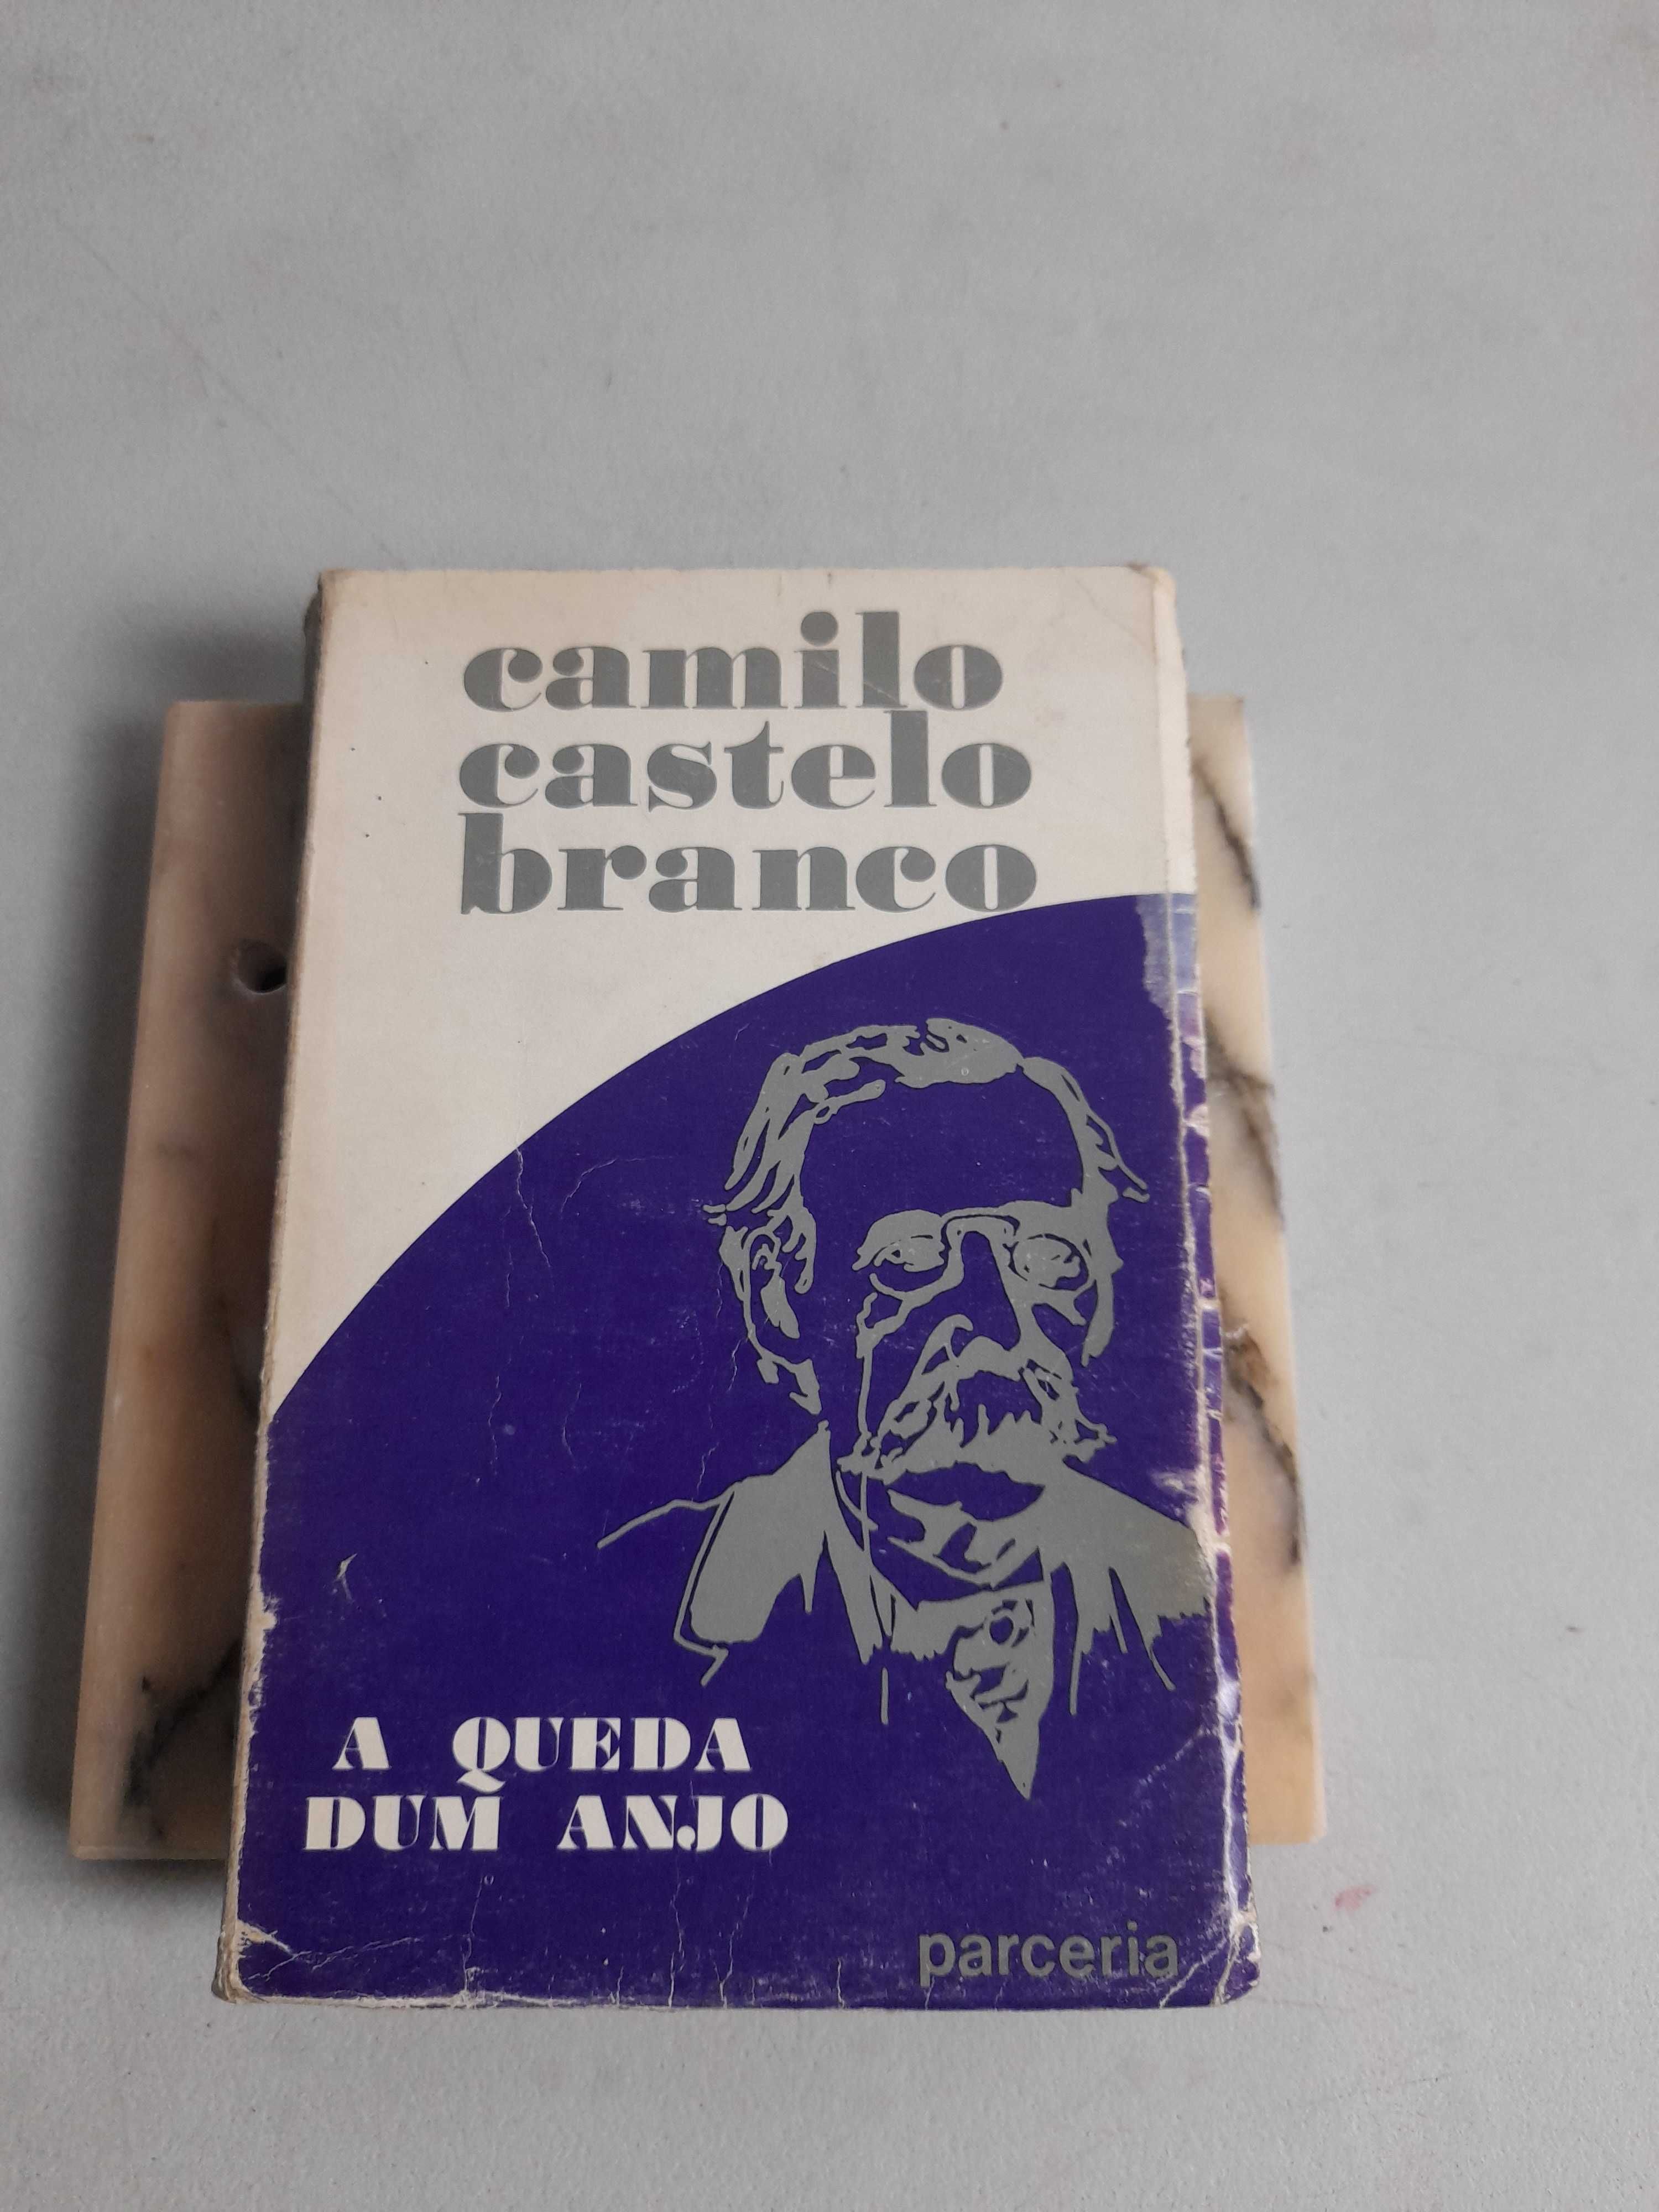 camilo
castelo
branco
A QUEDA
DUM ANJO
parceria